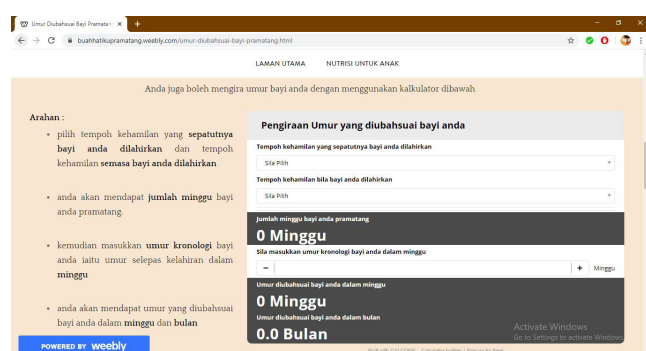 Umur Diubahsuai Bayi Pramatan
buahhatikupramatang.weebly.com/umur-diubahsuai-bayi-pramatang.html
LAMAN UTAMA NUTRISI UNTUK ANAK
Anda juga boleh mengira umur bayi anda dengan menggunakan kalkulator dibawah
Arahan :
• pilih tempoh kehamilan yang sepatutnya
bayi anda dilahirkan dan tempoh
kehamilan semasa bayi anda dilahirkan
• anda akan mendapat jumlah minggu bayi
anda pramatang.
• kemudian masukkan umur kronologi bayi
anda iaitu umur selepas kelahiran dalam
minggu
• anda akan mendapat umur yang diubahsuai
bayi anda dalam minggu dan bulan
POWERED BY weebly
Pengiraan Umur yang diubahsuai bayi anda
Tempoh kehamilan yang sepatutnya bayi anda dilahirkan
Sila Pilih
Tempoh kehamilan bila bayi anda dilahirkan
Sila Pilih
Jumlah minggu bayi anda pramatang
0 Minggu
Sila masukkan umur kronologi bayi anda dalam minggu
− + Minggu
Umur diubahsuai bayi anda dalam minggu
0 Minggu
Umur diubahsuai bayi anda dalam bulan
0.0 Bulan
Activate Windows
Go to Settings to activate Windows